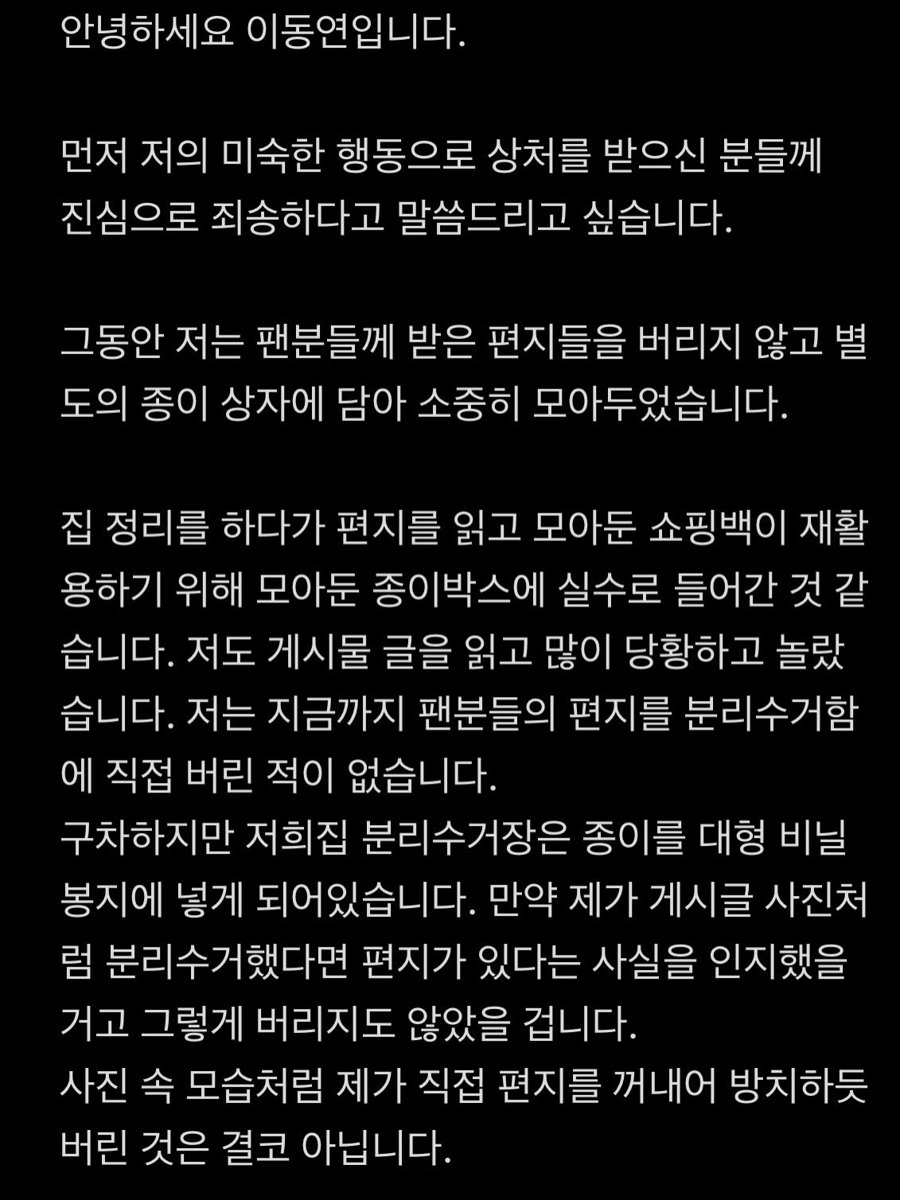 안녕하세요 이동연입니다.
먼저 저의 미숙한 행동으로 상처를 받으신 분들께
진심으로 죄송하다고 말씀드리고 싶습니다.
그동안 저는 팬분들께 받은 편지들을 버리지 않고 별
도의 종이 상자에 담아 소중히 모아두었습니다.
집 정리를 하다가 편지를 읽고 모아둔 쇼핑백이 재활
용하기 위해 모아둔 종이박스에 실수로 들어간 것 같
습니다. 저도 게시물 글을 읽고 많이 당황하고 놀랐
습니다. 저는 지금까지 팬분들의 편지를 분리수거함
에 직접 버린 적이 없습니다.
구차하지만 저희집 분리수거장은 종이를 대형 비닐
봉지에 넣게 되어있습니다. 만약 제가 게시글 사진처
럼 분리수거했다면 편지가 있다는 사실을 인지했을
거고 그렇게 버리지도 않았을 겁니다.
사진 속 모습처럼 제가 직접 편지를 꺼내어 방치하듯
버린 것은 결코 아닙니다.